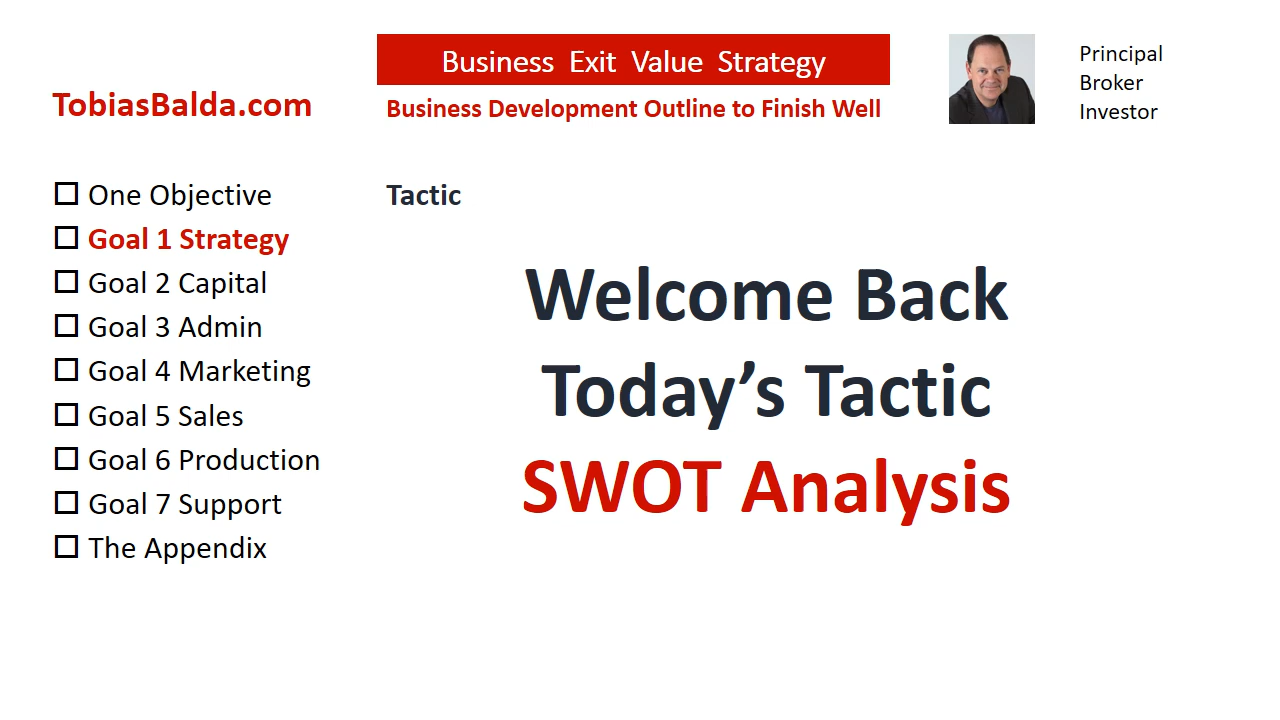 TobiasBalda.com
Business Exit Value Strategy
Business Development Outline to Finish Well
Principal
Broker
Investor
One Objective
Goal 1 Strategy
Goal 2 Capital
Goal 3 Admin
Goal 4 Marketing
Goal 5 Sales
Goal 6 Production
Goal 7 Support
The Appendix
Tactic
Welcome Back
Today’s Tactic
SWOT Analysis